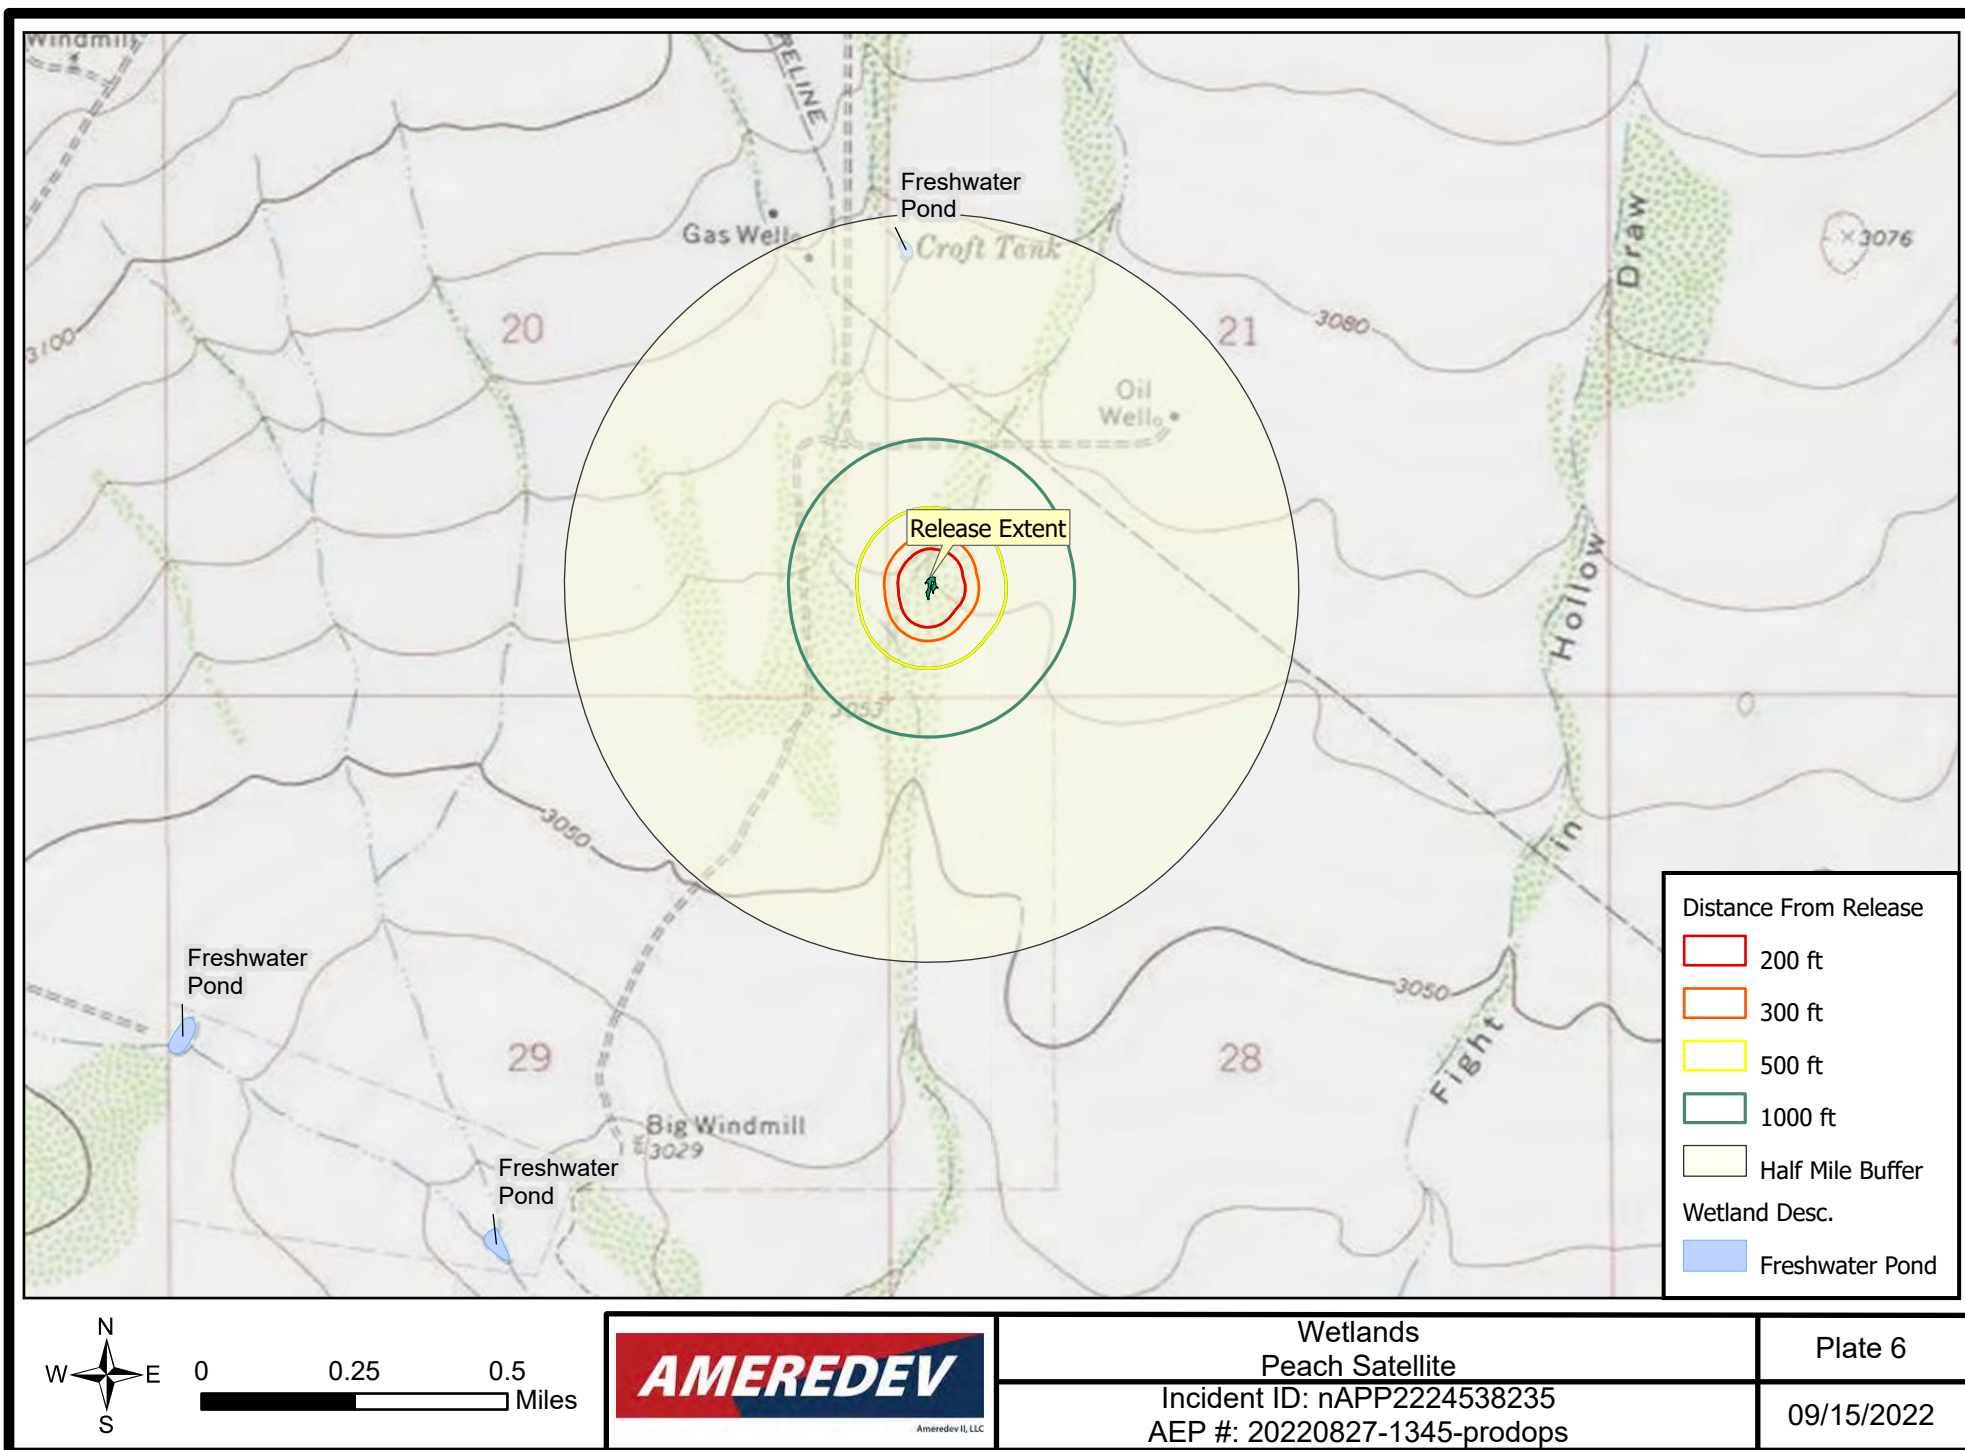 Windmill
RELINE
Freshwater
Pond
Gas Well
Croft Tank
Draw
3076
20
21
3080
3100
Oil
Well
Release Extent
Hollow
3053
3050
in
Freshwater
Pond
3050
29
28
Fight
Big Windmill
3029
Freshwater
Pond
Distance From Release
200 ft
300 ft
500 ft
1000 ft
Half Mile Buffer
Wetland Desc.
Freshwater Pond
N
W E
S
0 0.25 0.5
Miles
AMEREDEV
Ameredev II, LLC
Wetlands
Peach Satellite
Incident ID: nAPP2224538235
AEP #: 20220827-1345-prodops
Plate 6
09/15/2022